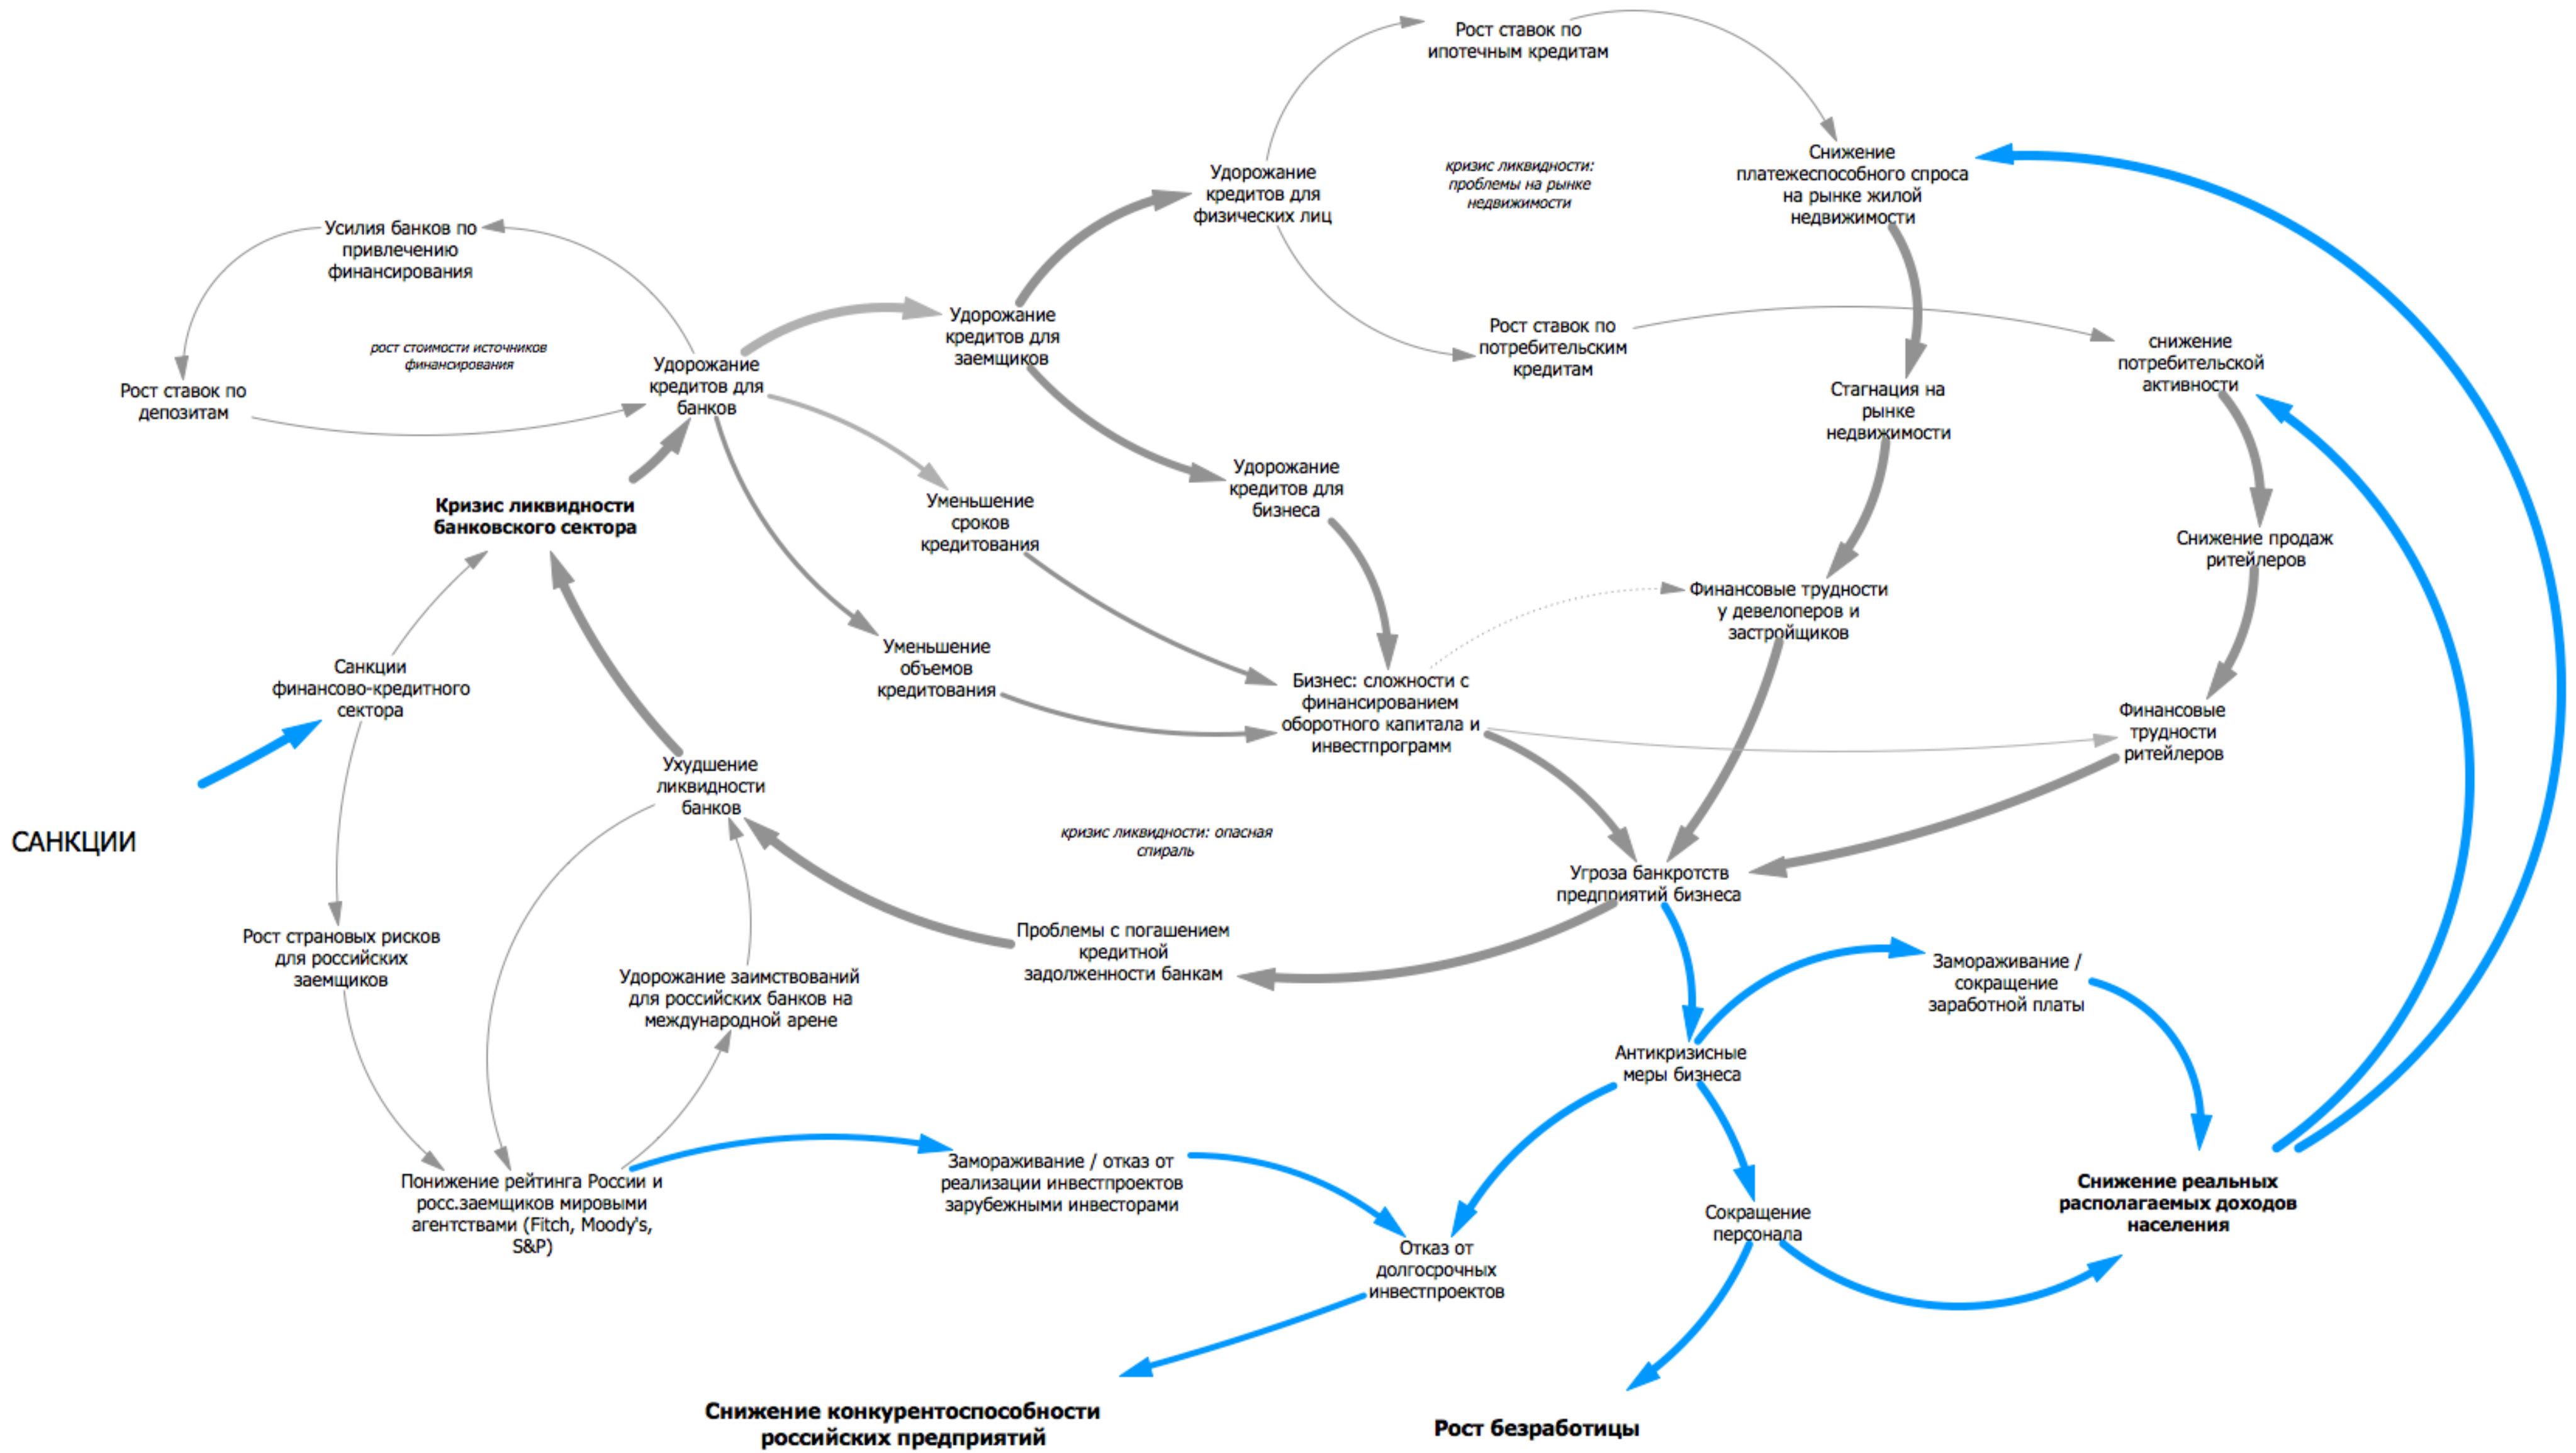 Рост ставок по
ипотечным кредитам
Снижение
платежеспособного спроса
на рынке жилой
недвижимости
Удорожание
кредитов для
физических лиц
кризис ликвидности:
проблемы на рынке
недвижимости
Усилия банков по
привлечению
финансирования
Удорожание
кредитов для
заемщиков
Рост ставок по
потребительским
кредитам
снижение
потребительской
активности
рост стоимости источников
финансирования
Удорожание
кредитов для
банков
Рост ставок по
депозитам
Стагнация на
рынке
недвижимости
Удорожание
кредитов для
бизнеса
Кризис ликвидности
банковского сектора
Уменьшение
сроков
кредитования
Снижение продаж
ритейлеров
Финансовые трудности
у девелоперов и
застройщиков
Уменьшение
объемов
кредитования
Санкции
финансово-кредитного
сектора
Бизнес: сложности с
финансированием
оборотного капитала и
инвестпрограмм
Финансовые
трудности
ритейлеров
Ухудшение
ликвидности
банков
САНКЦИИ
кризис ликвидности: опасная
спираль
Угроза банкротств
предприятий бизнеса
Рост страновых рисков
для российских
заемщиков
Проблемы с погашением
кредитной
задолженности банкам
Замораживание /
сокращение
заработной платы
Удорожание заимствований
для российских банков на
международной арене
Антикризисные
меры бизнеса
Понижение рейтинга России и
росс.заемщиков мировыми
агентствами (Fitch, Moody's,
S&P)
Замораживание / отказ от
реализации инвестпроектов
зарубежными инвесторами
Снижение реальных
располагаемых доходов
населения
Сокращение
персонала
Отказ от
долгосрочных
инвестпроектов
Снижение конкурентоспособности
российских предприятий
Рост безработицы